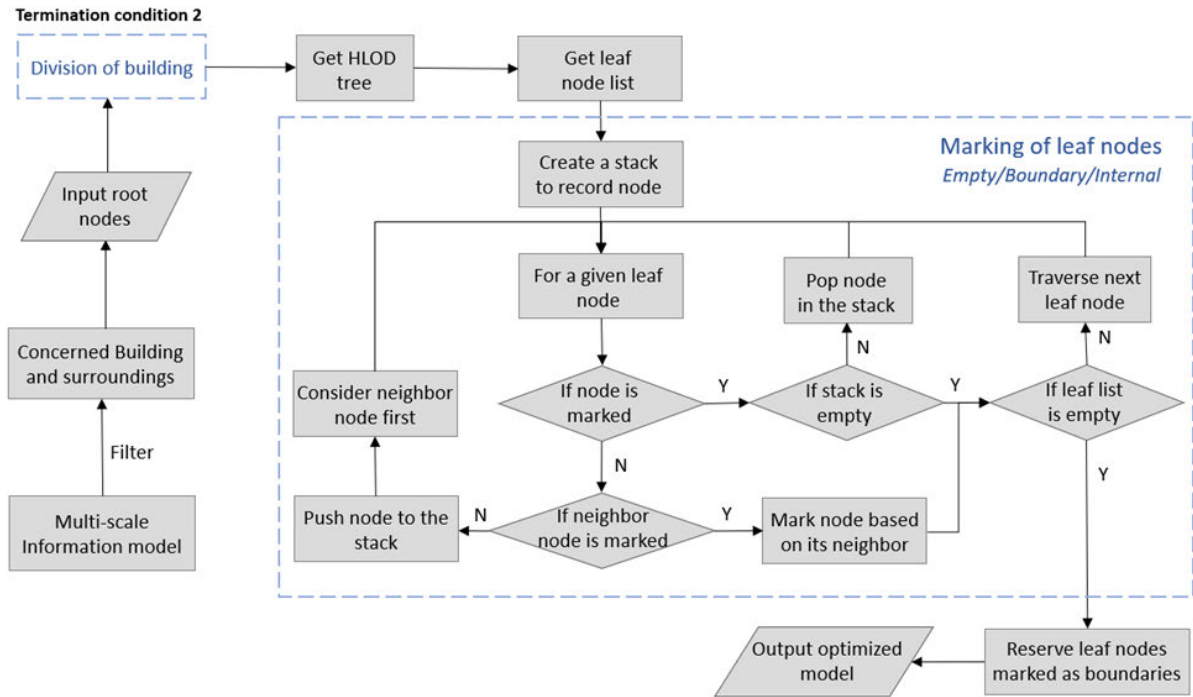 Termination condition 2
Division of building
Get HLOD
tree
Get leaf
node list
Marking of leaf nodes
Empty/Boundary/Internal
Create a stack
to record node
Input root
nodes
For a given leaf
node
Pop node
in the stack
Traverse next
leaf node
Concerned Building
and surroundings
Consider neighbor
node first
If node is
marked
Y
If stack is
empty
N
Y
If leaf list
is empty
N
Filter
N
Y
Multi-scale
Information model
Push node to the
stack
N
If neighbor
node is marked
Y
Mark node based
on its neighbor
Output optimized
model
Reserve leaf nodes
marked as boundaries